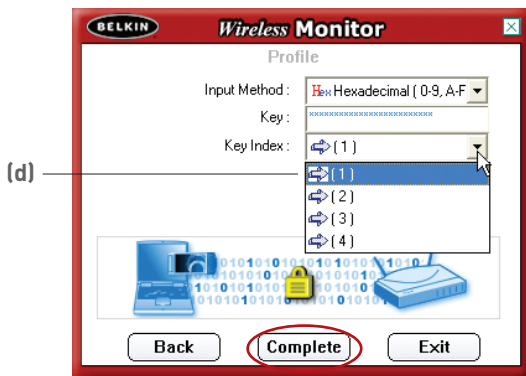 BELKIN Wireless Monitor
Profile
Input Method : Hex Hexadecimal ( 0-9, A-F
Key : **************************
Key Index : ( 1 )
(d) ( 1 )
( 2 )
( 3 )
( 4 )
Back Complete Exit